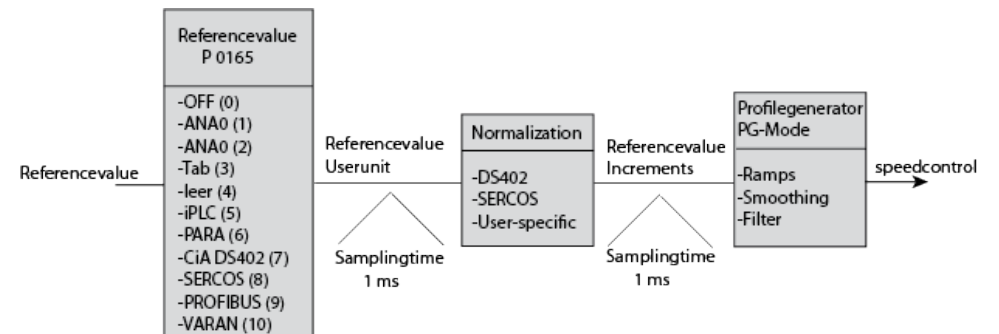 Referencevalue
P 0165
-OFF (0)
-ANA0 (1)
-ANA0 (2)
-Tab (3)
-leer (4)
-iPLC (5)
-PARA (6)
-CiA DS402 (7)
-SERCOS (8)
-PROFIBUS (9)
-VARAN (10)
Referencevalue
Referencevalue
Userunit
Samplingtime
1 ms
Normalization
-DS402
-SERCOS
-User-specific
Referencevalue
Increments
Samplingtime
1 ms
Profilegenerator
PG-Mode
-Ramps
-Smoothing
-Filter
speedcontrol